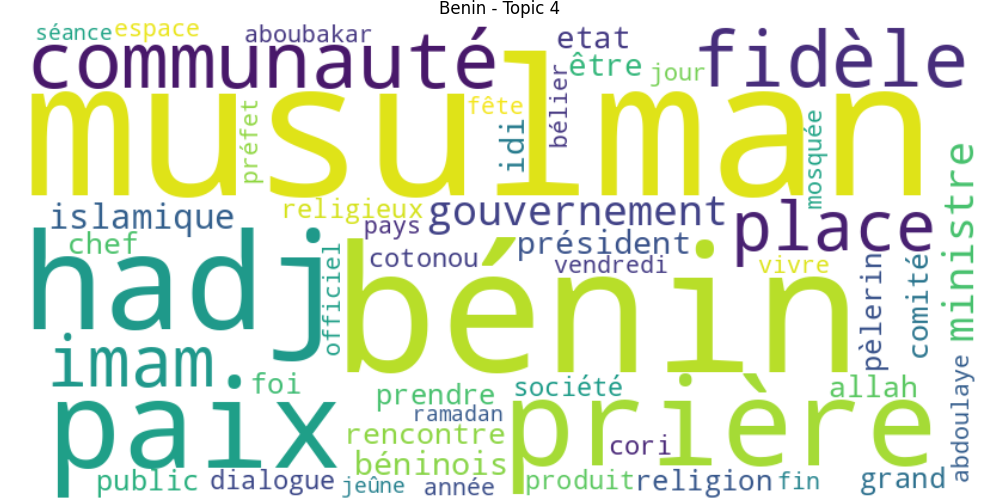 Benin - Topic 4
séance
espace
aboubakar
etat
être
jour
fidèle
communauté
musulman
préfet
fête
idi
bélier
mosquée
ministre
islamique
religieux
gouvernement
place
chef
pays
président
cotonou
vendredi
vivre
hadj
officiel
bénin
pèlerin
comité
imam
foi
prendre
société
allah
abdoulaye
paix
ramadan
prière
rencontre
cori
béninois
public
dialogue
jeûne
année
produit
religion
fin
grand